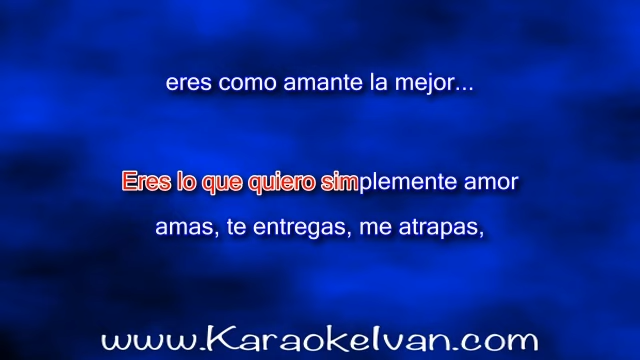 eres como amante la mejor...
Eres lo que quiero simplemente amor
amas, te entregas, me atrapas,
www.KaraokeIvan.com